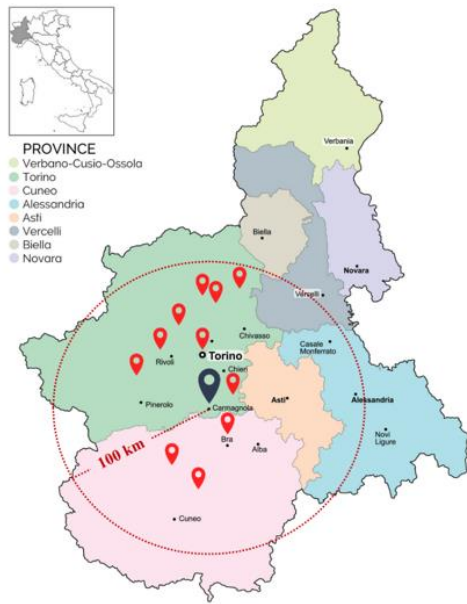 PROVINCE
Verbano-Cusio-Ossola
Torino
Cuneo
Alessandria
Asti
Vercelli
Biella
Novara
Verbania
Biella
Novara
Vercelli
Chivasso
Casale
Monferrato
Torino
Rivoli
Chieri
Pinerolo
Carmagnola
Asti
Alessandria
Novi
Ligure
Bra
Alba
100 km
Cuneo